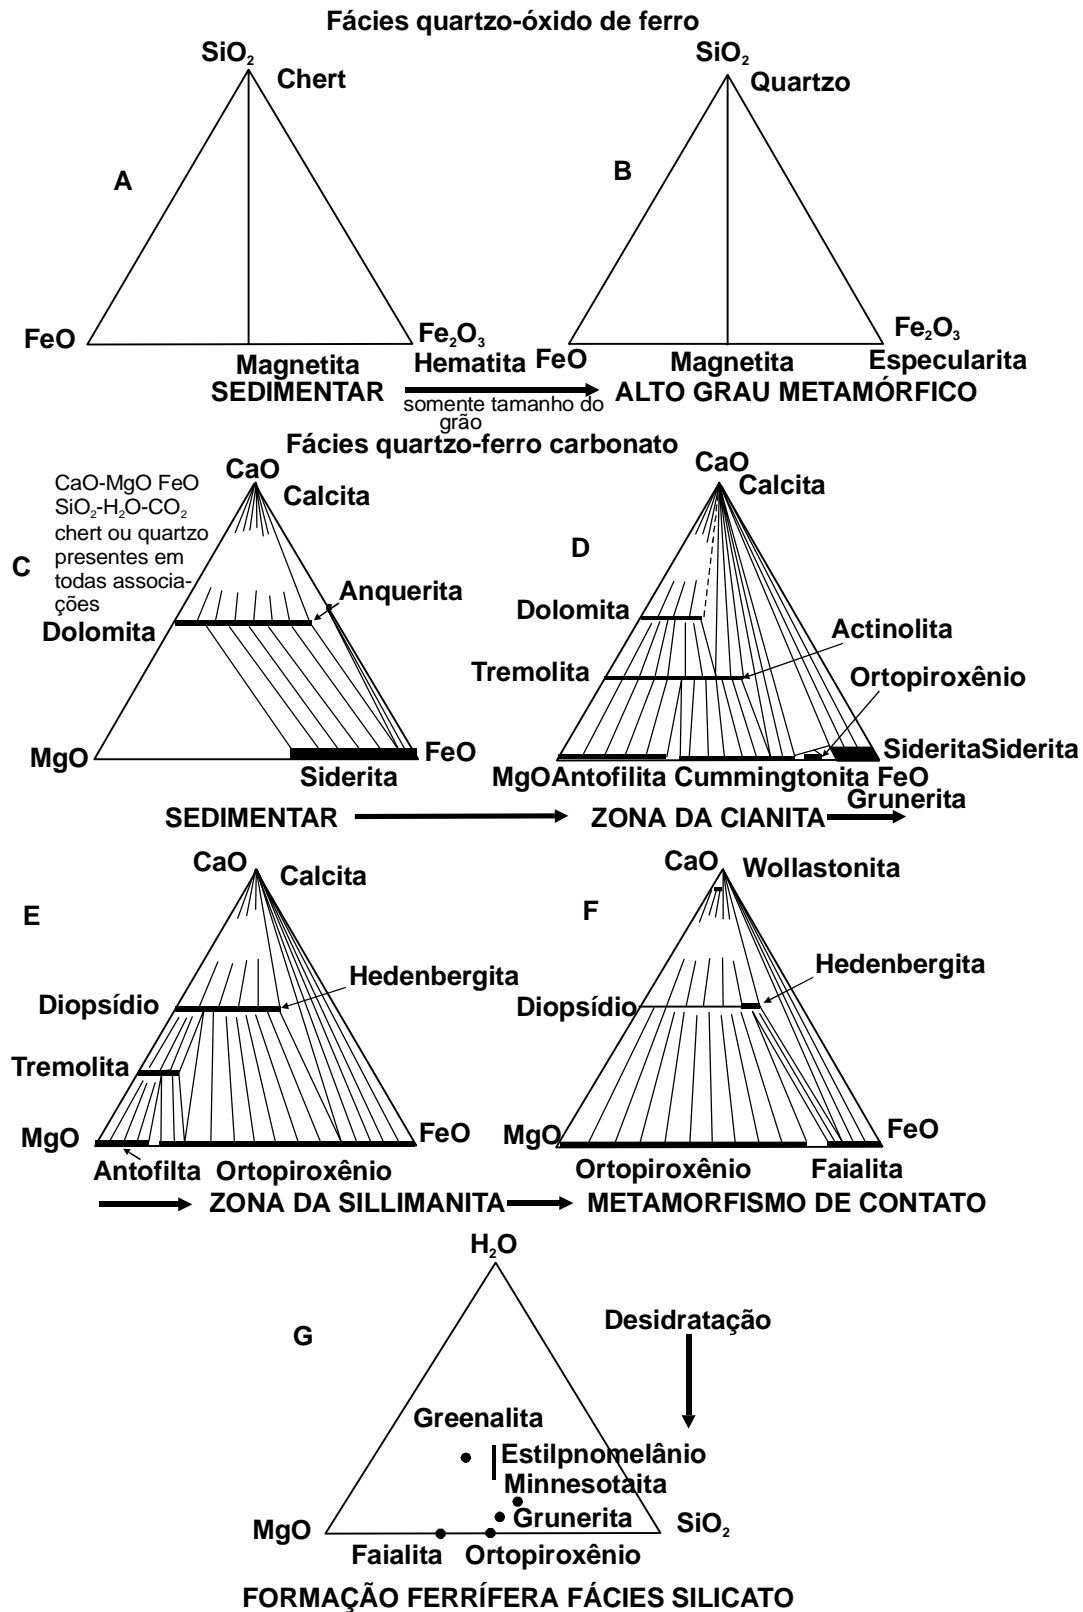 Fácies quartzo-óxido de ferro
SiO₂
Chert
A
FeO
Fe₂O₃
Magnetita
Hematita
SEDIMENTAR
somente tamanho do
grão
SiO₂
Quartzo
B
FeO
Fe₂O₃
Magnetita
Especularita
ALTO GRAU METAMÓRFICO
Fácies quartzo-ferro carbonato
CaO
Calcita
CaO-MgO FeO
SiO₂-H₂O-CO₂
chert ou quartzo
presentes em
todas associa-
ções
C
Anquerita
Dolomita
MgO
FeO
Siderita
SEDIMENTAR
CaO
Calcita
D
Dolomita
Actinolita
Tremolita
Ortopiroxênio
SideritaSiderita
MgOAntofilita Cummingtonita FeO
Grunerita
ZONA DA CIANITA
CaO
Calcita
E
Hedenbergita
Diopsídio
Tremolita
MgO
FeO
Antofilta
Ortopiroxênio
ZONA DA SILLIMANITA
CaO
Wollastonita
F
Hedenbergita
Diopsídio
MgO
FeO
Ortopiroxênio
Faialita
METAMORFISMO DE CONTATO
H₂O
G
Desidratação
Greenalita
Estilpnomelânio
Minnesotaita
Grunerita
MgO
SiO₂
Faialita
Ortopiroxênio
FORMAÇÃO FERRÍFERA FÁCIES SILICATO